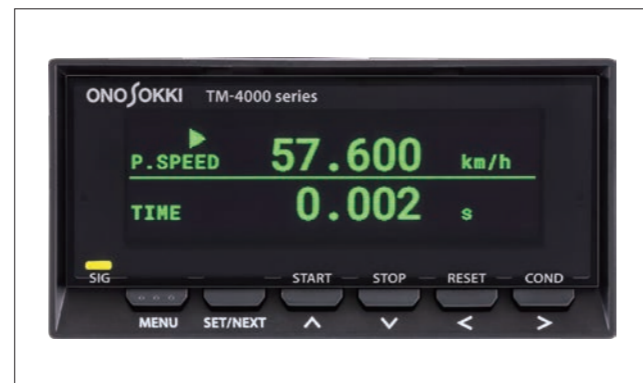 ONO SOKKI TM-4000 series
P.SPEED 57.600 km/h
TIME 0.002 s
SIG START STOP RESET COND
MENU SET/NEXT